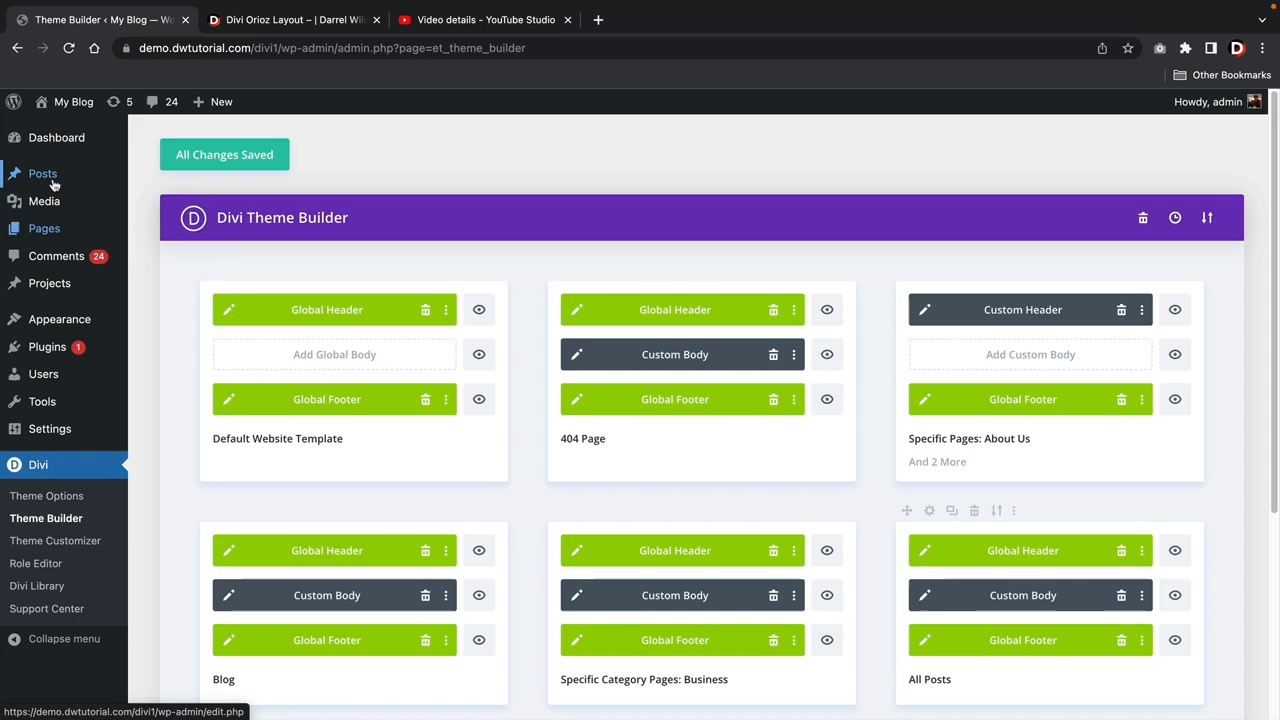 Theme Builder < My Blog — Wo
Divi Orioz Layout – | Darrel Wil
Video details - YouTube Studio
demo.dwtutorial.com/divi1/wp-admin/admin.php?page=et_theme_builder
Other Bookmarks
My Blog 5 24 New
Howdy, admin
Dashboard
Posts
Media
Pages
Comments 24
Projects
Appearance
Plugins 1
Users
Tools
Settings
Divi
Theme Options
Theme Builder
Theme Customizer
Role Editor
Divi Library
Support Center
Collapse menu
All Changes Saved
D Divi Theme Builder
Global Header
Add Global Body
Global Footer
Default Website Template
Global Header
Custom Body
Global Footer
404 Page
Custom Header
Add Custom Body
Global Footer
Specific Pages: About Us
And 2 More
Global Header
Custom Body
Global Footer
Blog
Global Header
Custom Body
Global Footer
Specific Category Pages: Business
Global Header
Custom Body
Global Footer
All Posts
https://demo.dwtutorial.com/divi1/wp-admin/edit.php